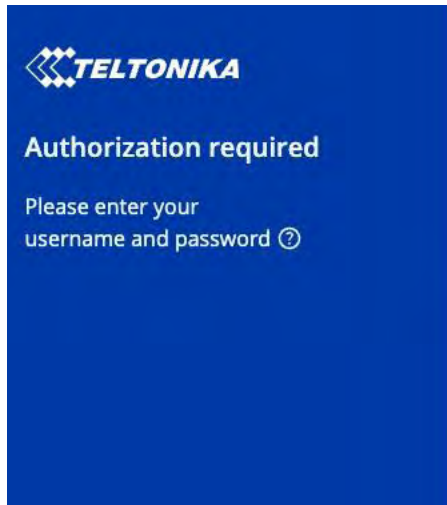 TELTONIKA
Authorization required
Please enter your
username and password ?